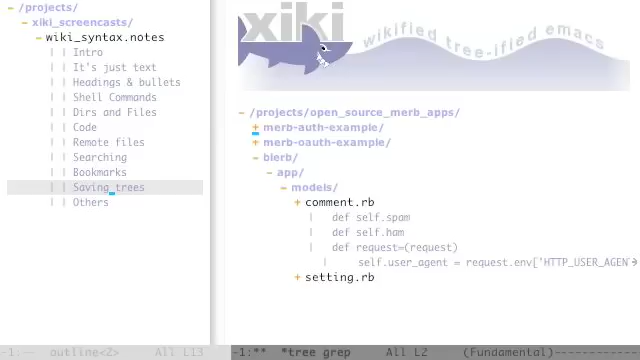 – /projects/
– xiki_screencasts/
– wiki_syntax.notes
| | Intro
| | It's just text
| | Headings & bullets
| | Shell Commands
| | Dirs and Files
| | Code
| | Remote files
| | Searching
| | Bookmarks
| | Saving trees
| | Others
-1:-- outline<2> All L13
xiki
wikified tree-ified emacs
– /projects/open_source_merb_apps/
+ merb-auth-example/
+ merb-oauth-example/
– blerb/
– app/
– models/
+ comment.rb
| def self.spam
| def self.ham
| def request=(request)
| self.user_agent = request.env['HTTP_USER_AGEN
+ setting.rb
-1:** *tree grep All L2 (Fundamental)-----------